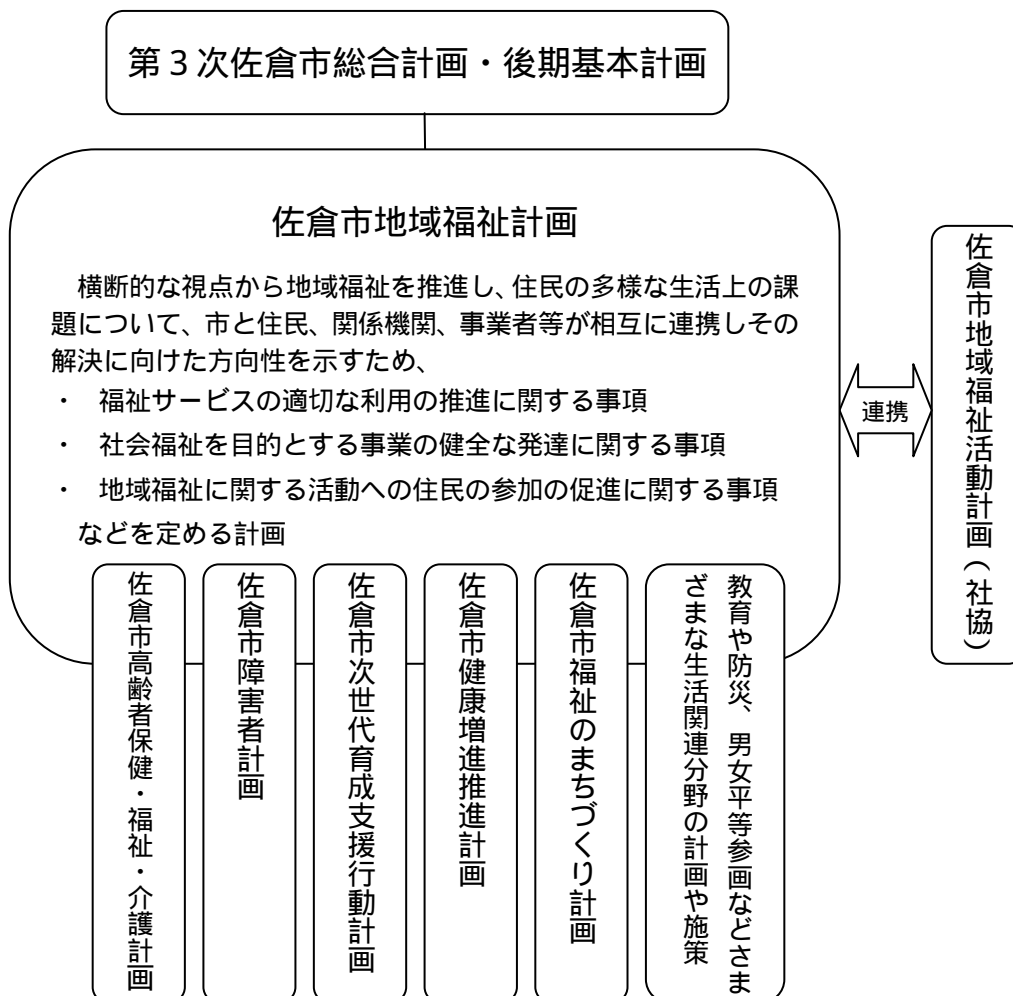 第３次佐倉市総合計画・後期基本計画
佐倉市地域福祉計画
横断的な視点から地域福祉を推進し、住民の多様な生活上の課
題について、市と住民、関係機関、事業者等が相互に連携しその
解決に向けた方向性を示すため、
・　福祉サービスの適切な利用の推進に関する事項
・　社会福祉を目的とする事業の健全な発達に関する事項
・　地域福祉に関する活動への住民の参加の促進に関する事項
などを定める計画
連携
佐倉市地域福祉活動計画（社協）
佐倉市高齢者保健・福祉・介護計画
佐倉市障害者計画
佐倉市次世代育成支援行動計画
佐倉市健康増進推進計画
佐倉市福祉のまちづくり計画
教育や防災、男女平等参画などさま
ざまな生活関連分野の計画や施策